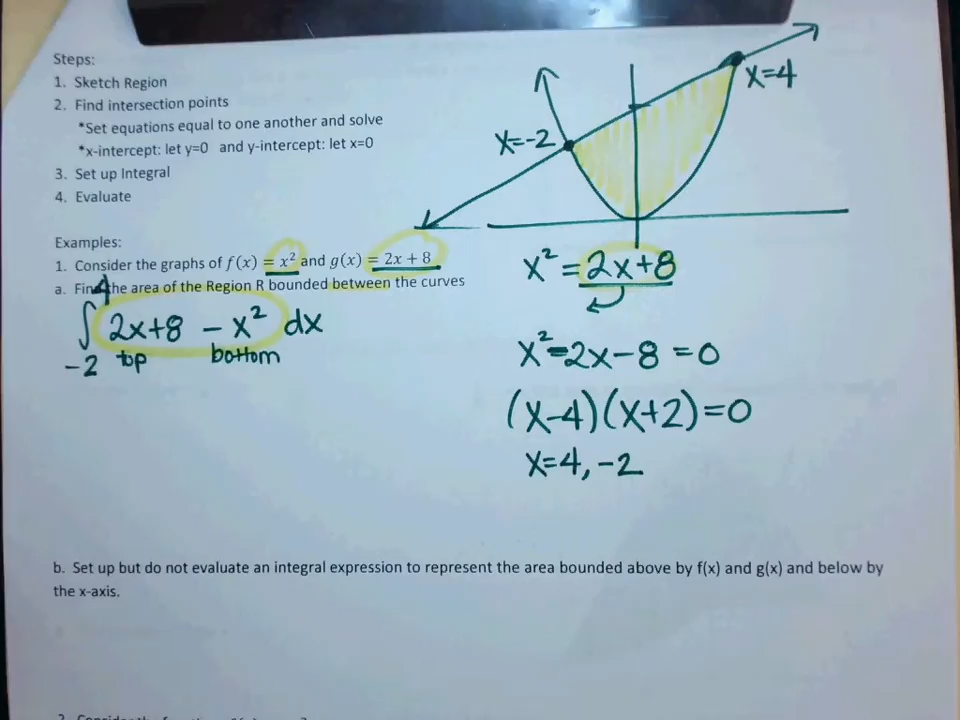 Steps:
1. Sketch Region
2. Find intersection points
*Set equations equal to one another and solve
*x-intercept: let y=0 and y-intercept: let x=0
3. Set up Integral
4. Evaluate
x=-2
x=4
Examples:
1. Consider the graphs of f(x) = x² and g(x) = 2x + 8
a. Find the area of the Region R bounded between the curves
4
∫ 2x+8 - x² dx
-2 top bottom
x² = 2x+8
x²-2x-8 = 0
(x-4)(x+2)=0
x=4, -2
b. Set up but do not evaluate an integral expression to represent the area bounded above by f(x) and g(x) and below by
the x-axis.